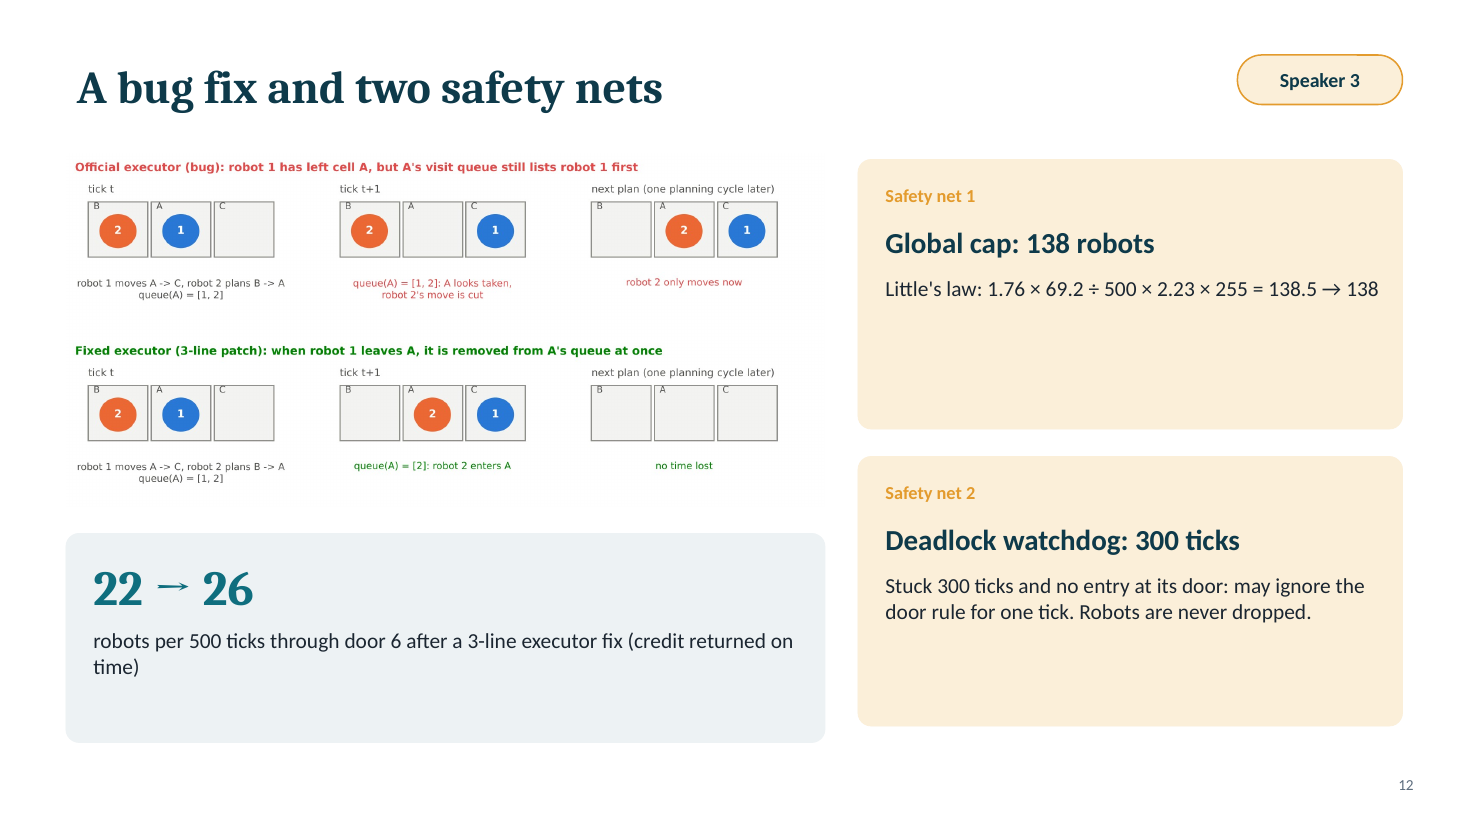 A bug fix and two safety nets
Speaker 3
Official executor (bug): robot 1 has left cell A, but A's visit queue still lists robot 1 first
tick t
tick t+1
next plan (one planning cycle later)
B A C
B A C
B A C
2 1
2 1
2 1
robot 1 moves A -> C, robot 2 plans B -> A
queue(A) = [1, 2]
queue(A) = [1, 2]: A looks taken,
robot 2's move is cut
robot 2 only moves now
Fixed executor (3-line patch): when robot 1 leaves A, it is removed from A's queue at once
tick t
tick t+1
next plan (one planning cycle later)
B A C
B A C
B A C
2 1
2 1
robot 1 moves A -> C, robot 2 plans B -> A
queue(A) = [1, 2]
queue(A) = [2]: robot 2 enters A
no time lost
22 → 26
robots per 500 ticks through door 6 after a 3-line executor fix (credit returned on
time)
Safety net 1
Global cap: 138 robots
Little's law: 1.76 × 69.2 ÷ 500 × 2.23 × 255 = 138.5 → 138
Safety net 2
Deadlock watchdog: 300 ticks
Stuck 300 ticks and no entry at its door: may ignore the
door rule for one tick. Robots are never dropped.
12